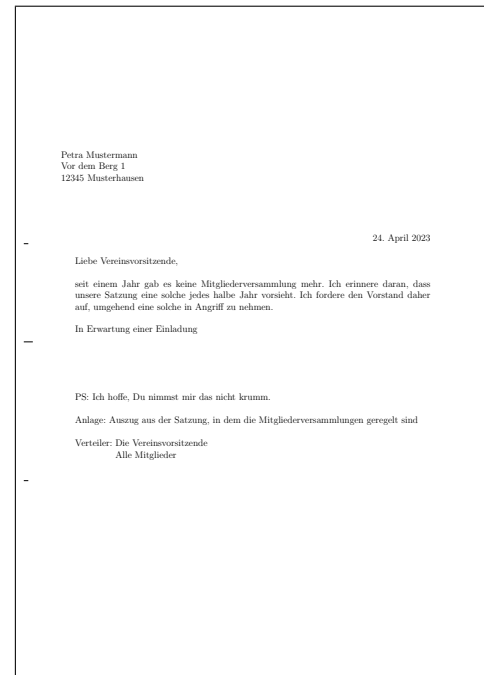 Petra Mustermann
Vor dem Berg 1
12345 Musterhausen
24. April 2023
Liebe Vereinsvorsitzende,
seit einem Jahr gab es keine Mitgliederversammlung mehr. Ich erinnere daran, dass
unsere Satzung eine solche jedes halbe Jahr vorsieht. Ich fordere den Vorstand daher
auf, umgehend eine solche in Angriff zu nehmen.
In Erwartung einer Einladung
PS: Ich hoffe, Du nimmst mir das nicht krumm.
Anlage: Auszug aus der Satzung, in dem die Mitgliederversammlungen geregelt sind
Verteiler: Die Vereinsvorsitzende
Alle Mitglieder